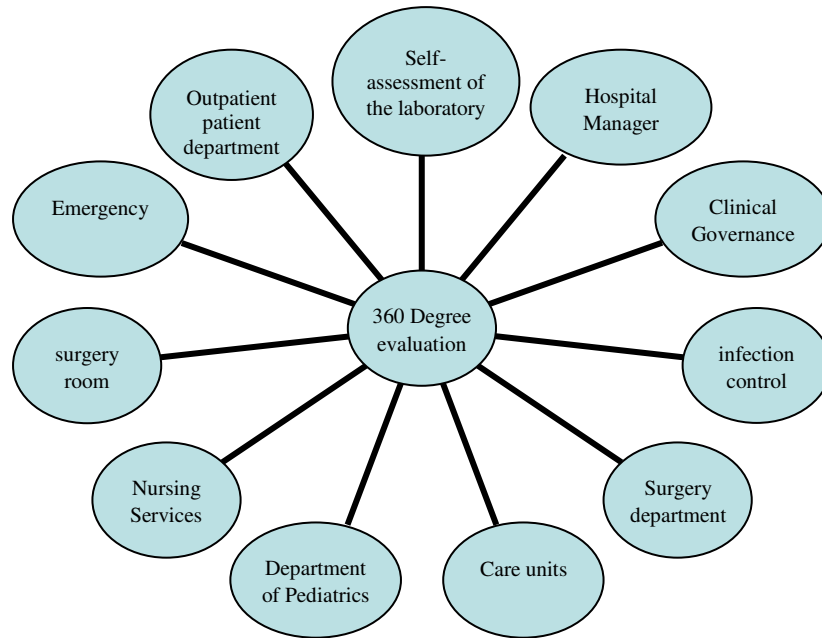 Self-
assessment of
the laboratory
Hospital
Manager
Clinical
Governance
infection
control
Surgery
department
Care units
Department
of Pediatrics
Nursing
Services
surgery
room
Emergency
Outpatient
patient
department
360 Degree
evaluation